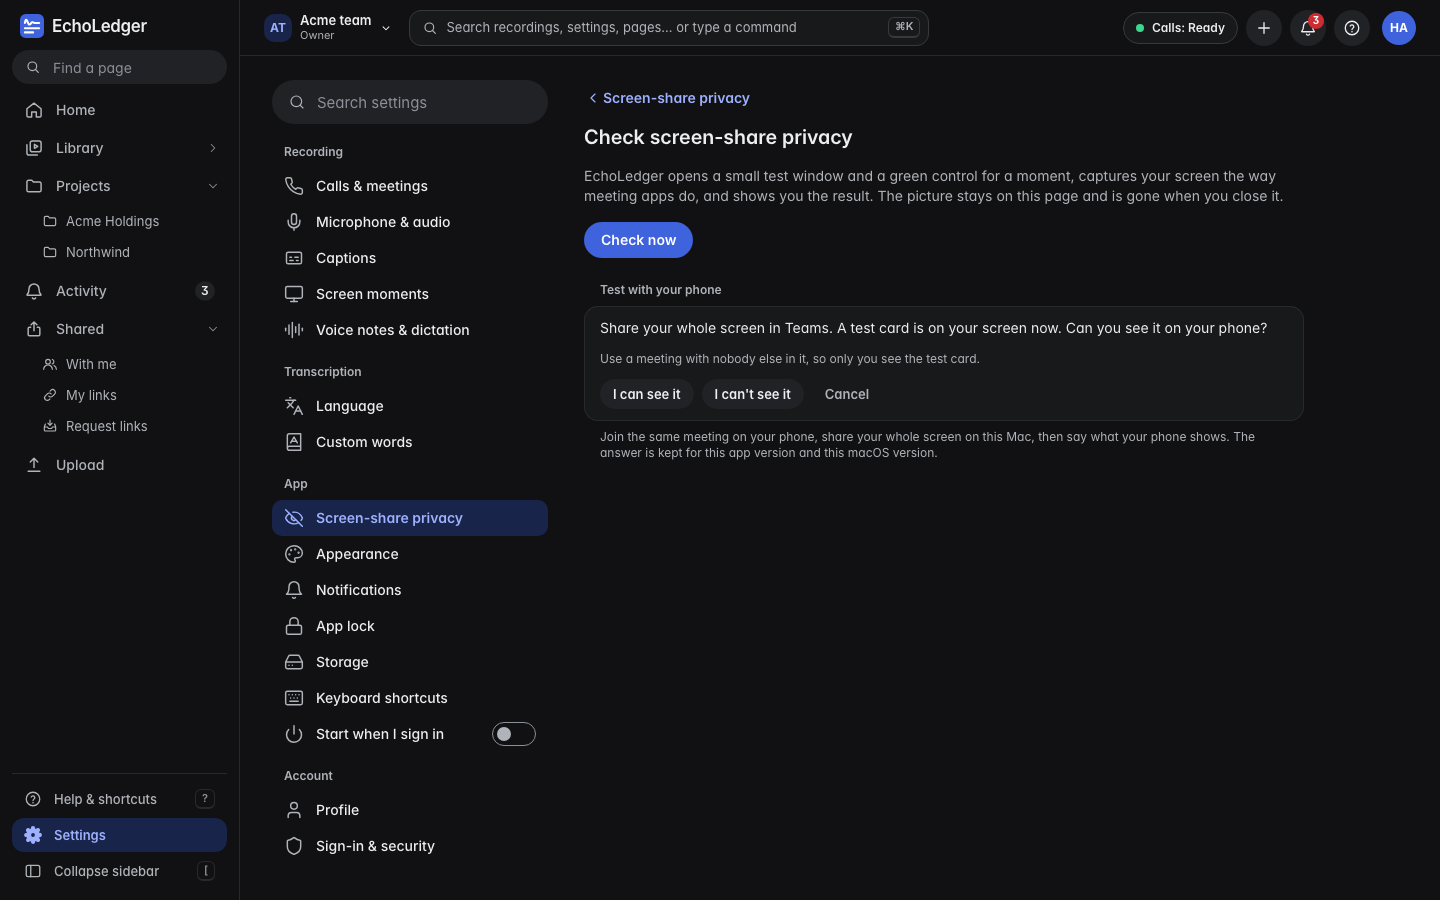 EchoLedger
Find a page
Home
Library
Projects
Acme Holdings
Northwind
Activity
3
Shared
With me
My links
Request links
Upload
Help & shortcuts
?
Settings
Collapse sidebar
[
AT
Acme team
Owner
Search recordings, settings, pages... or type a command
⌘K
Calls: Ready
3
HA
Search settings
Recording
Calls & meetings
Microphone & audio
Captions
Screen moments
Voice notes & dictation
Transcription
Language
Custom words
App
Screen-share privacy
Appearance
Notifications
App lock
Storage
Keyboard shortcuts
Start when I sign in
Account
Profile
Sign-in & security
Screen-share privacy
Check screen-share privacy
EchoLedger opens a small test window and a green control for a moment, captures your screen the way
meeting apps do, and shows you the result. The picture stays on this page and is gone when you close it.
Check now
Test with your phone
Share your whole screen in Teams. A test card is on your screen now. Can you see it on your phone?
Use a meeting with nobody else in it, so only you see the test card.
I can see it
I can't see it
Cancel
Join the same meeting on your phone, share your whole screen on this Mac, then say what your phone shows. The
answer is kept for this app version and this macOS version.